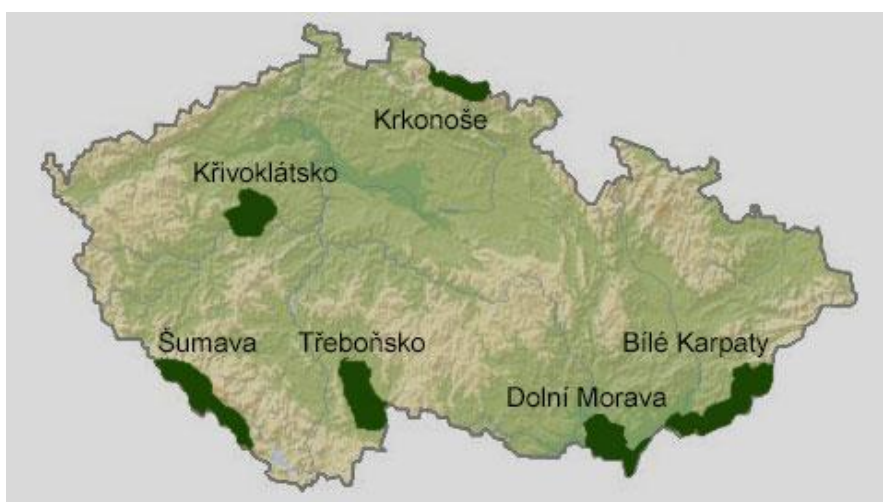 Krkonoše
Křivoklátsko
Šumava
Třeboňsko
Bílé Karpaty
Dolní Morava